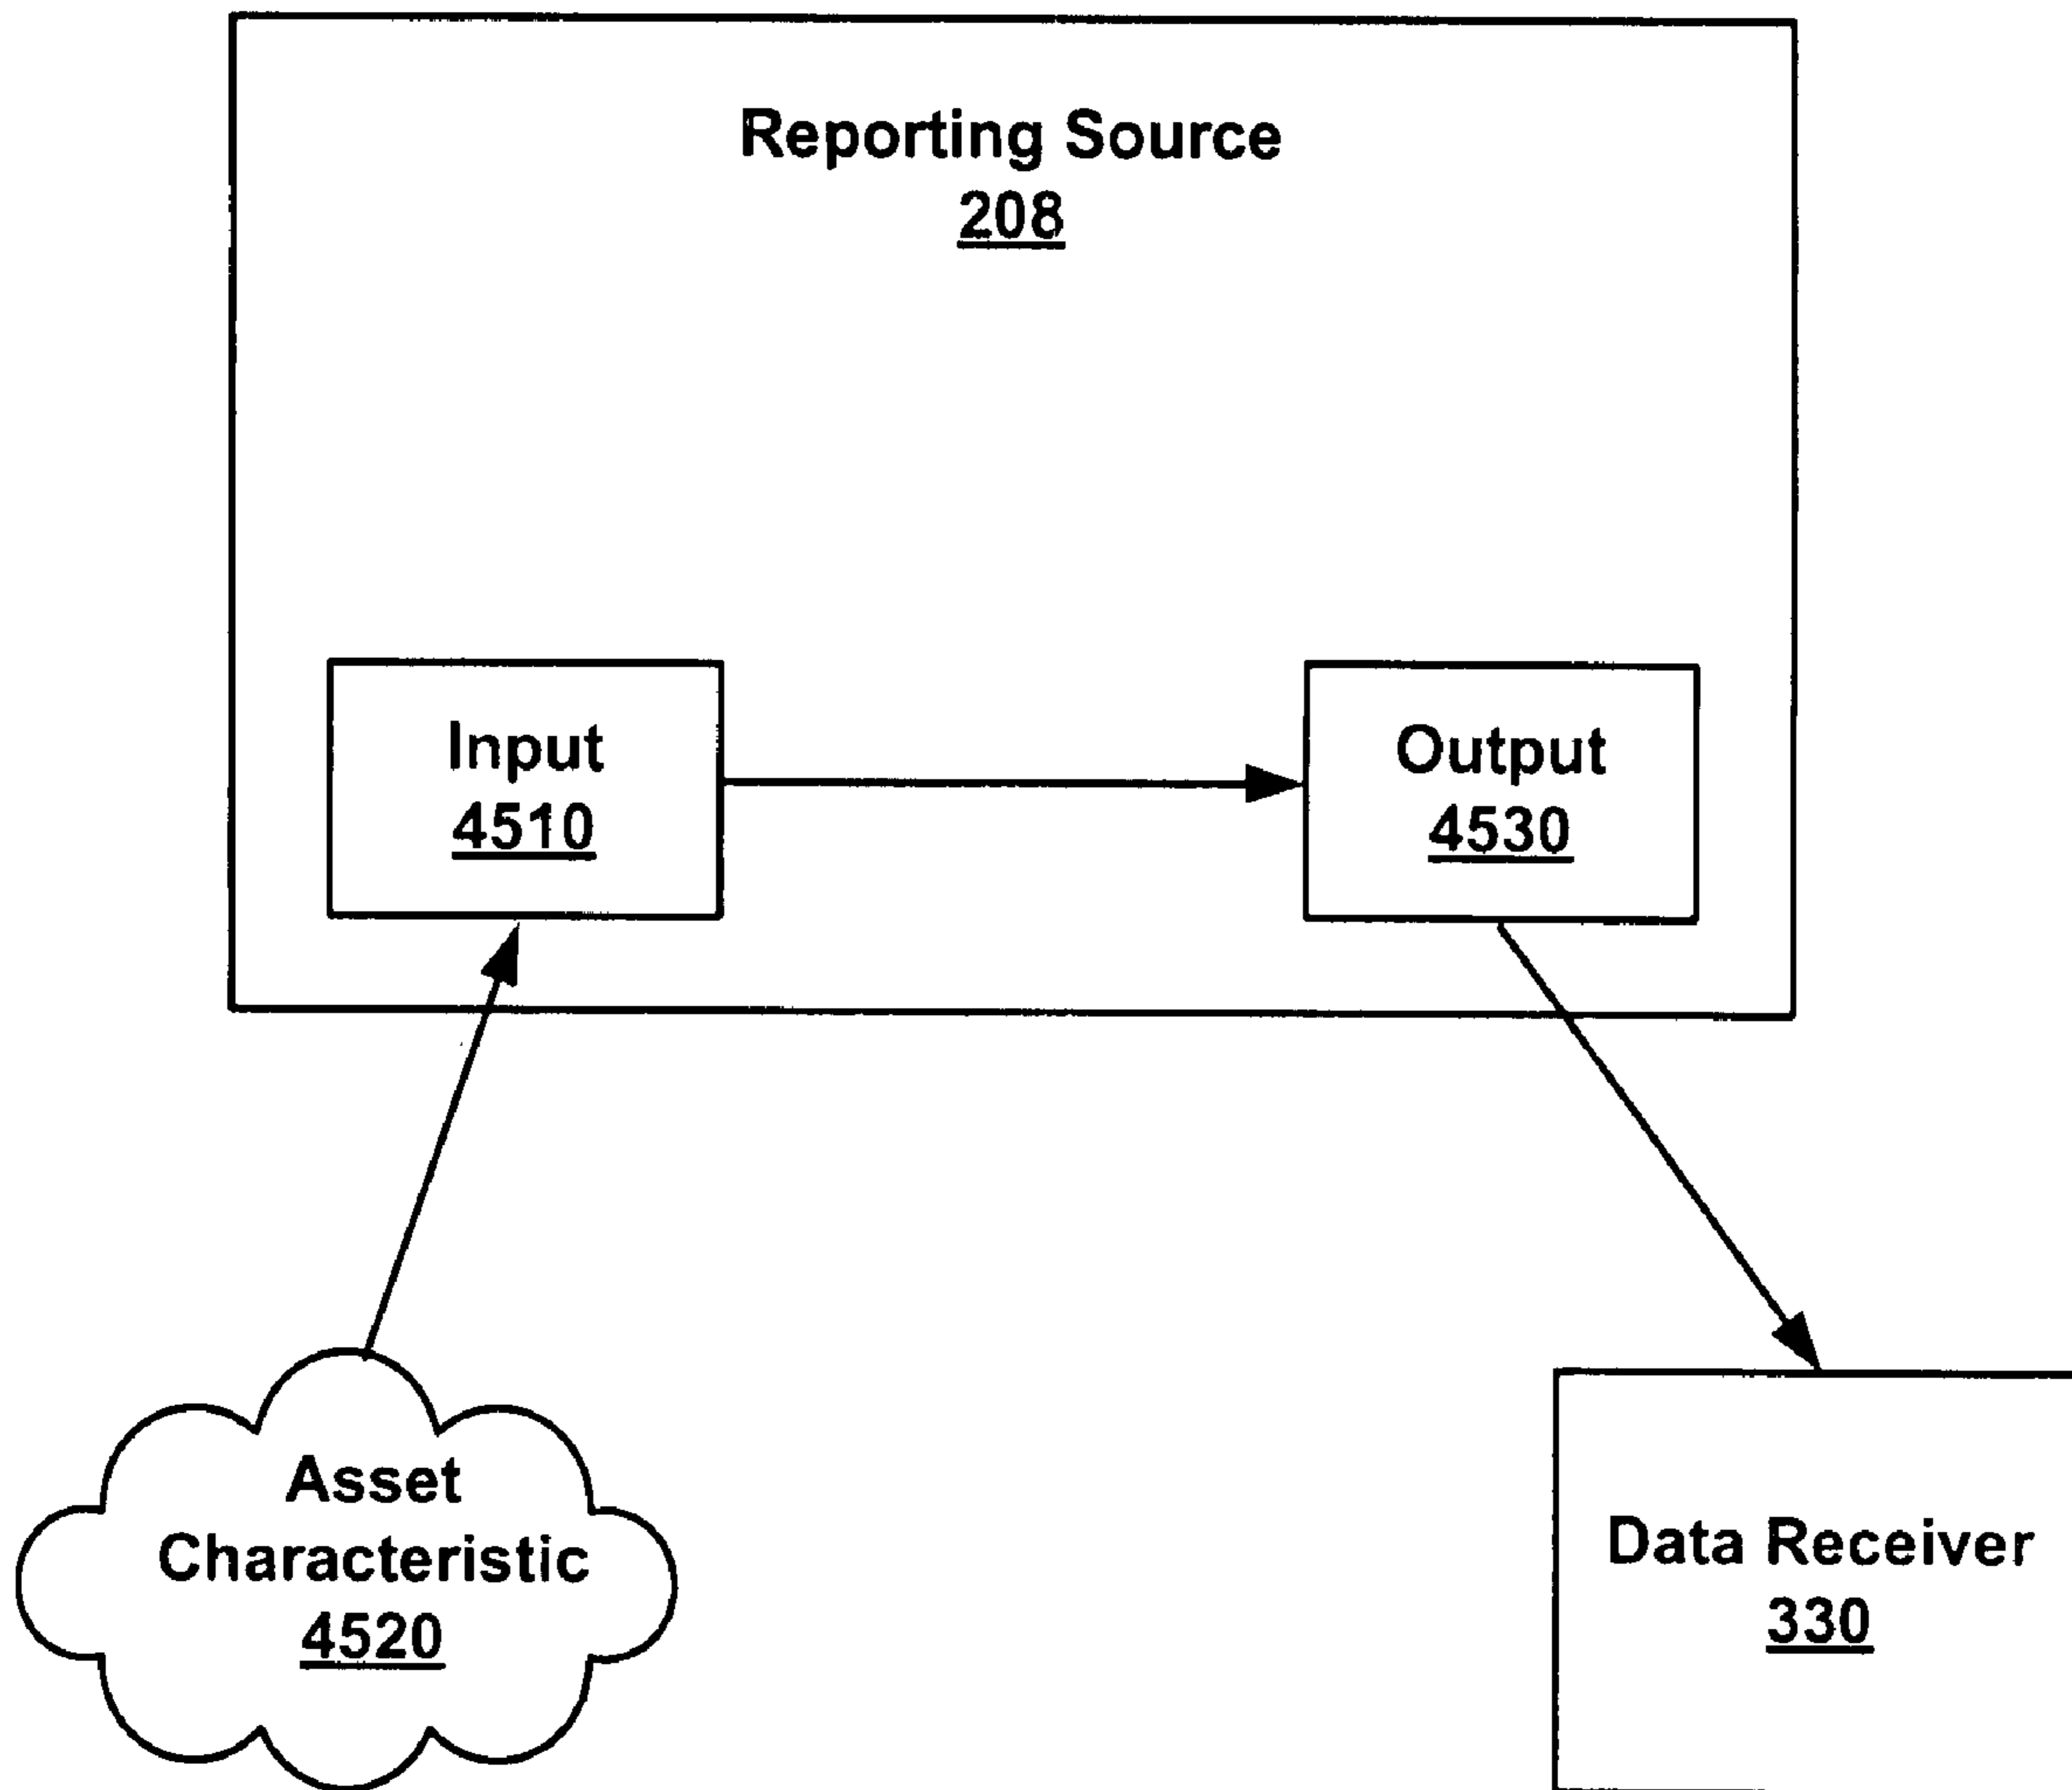 Reporting Source
208
Input
4510
Output
4530
Asset
Characteristic
4520
Data Receiver
330